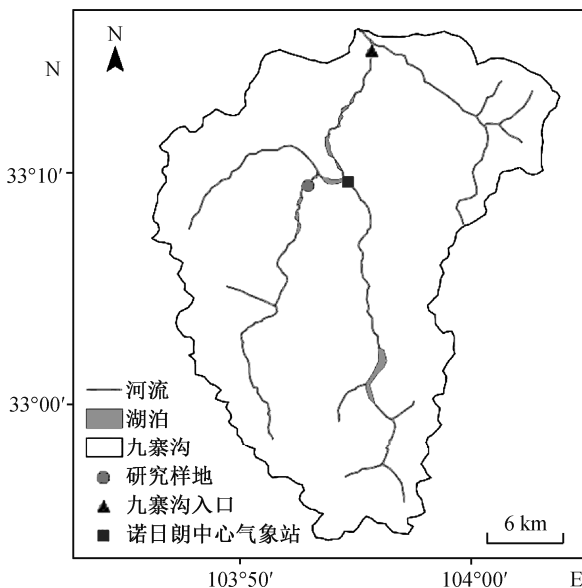 N
N
33°10′
33°00′
河流
湖泊
九寨沟
研究样地
九寨沟入口
诺日朗中心气象站
6 km
103°50′
104°00′
E